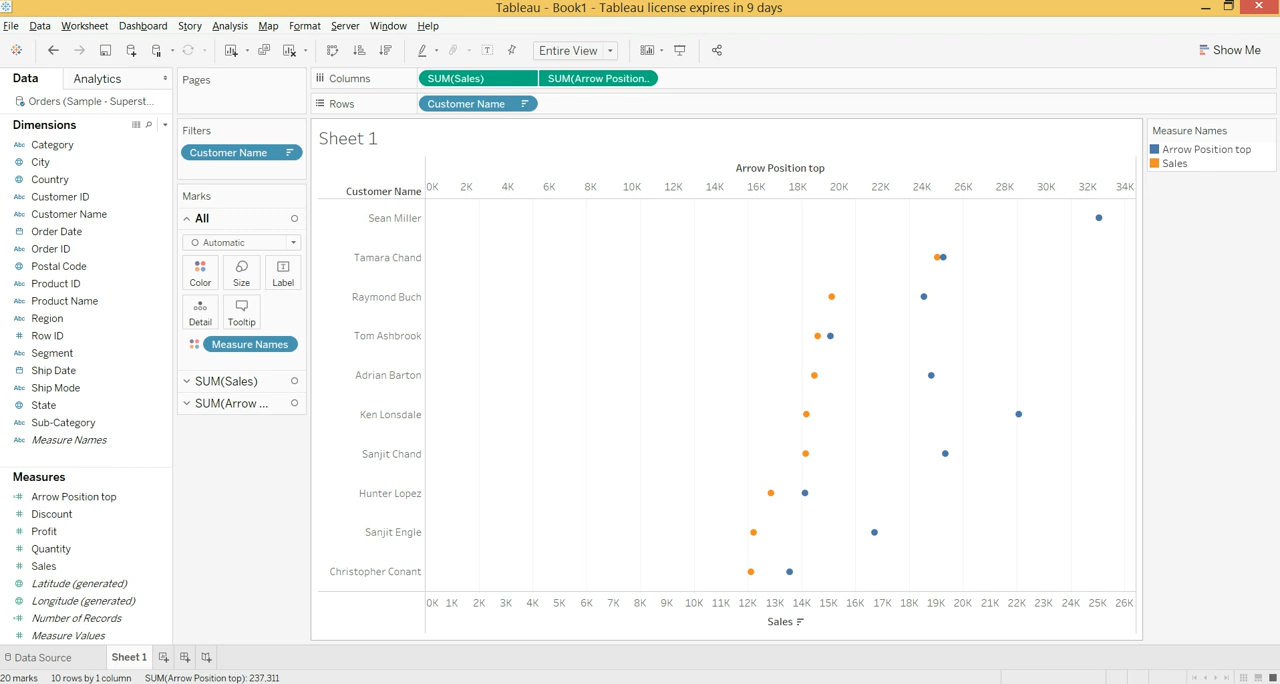 Tableau - Book1 - Tableau license expires in 9 days
File Data Worksheet Dashboard Story Analysis Map Format Server Window Help
Entire View
Show Me
Data
Analytics
Orders (Sample - Superst...
Dimensions
Category
City
Country
Customer ID
Customer Name
Order Date
Order ID
Postal Code
Product ID
Product Name
Region
Row ID
Segment
Ship Date
Ship Mode
State
Sub-Category
Measure Names
Measures
Arrow Position top
Discount
Profit
Quantity
Sales
Latitude (generated)
Longitude (generated)
Number of Records
Measure Values
Pages
Filters
Customer Name
Marks
All
Automatic
Color Size Label
Detail Tooltip
Measure Names
SUM(Sales)
SUM(Arrow ...
Columns
SUM(Sales)
SUM(Arrow Position..
Rows
Customer Name
Sheet 1
Arrow Position top
Customer Name
0K 2K 4K 6K 8K 10K 12K 14K 16K 18K 20K 22K 24K 26K 28K 30K 32K 34K
Sean Miller
Tamara Chand
Raymond Buch
Tom Ashbrook
Adrian Barton
Ken Lonsdale
Sanjit Chand
Hunter Lopez
Sanjit Engle
Christopher Conant
0K 1K 2K 3K 4K 5K 6K 7K 8K 9K 10K 11K 12K 13K 14K 15K 16K 17K 18K 19K 20K 21K 22K 23K 24K 25K 26K
Sales
Measure Names
Arrow Position top
Sales
Data Source
Sheet 1
20 marks 10 rows by 1 column SUM(Arrow Position top): 237,311